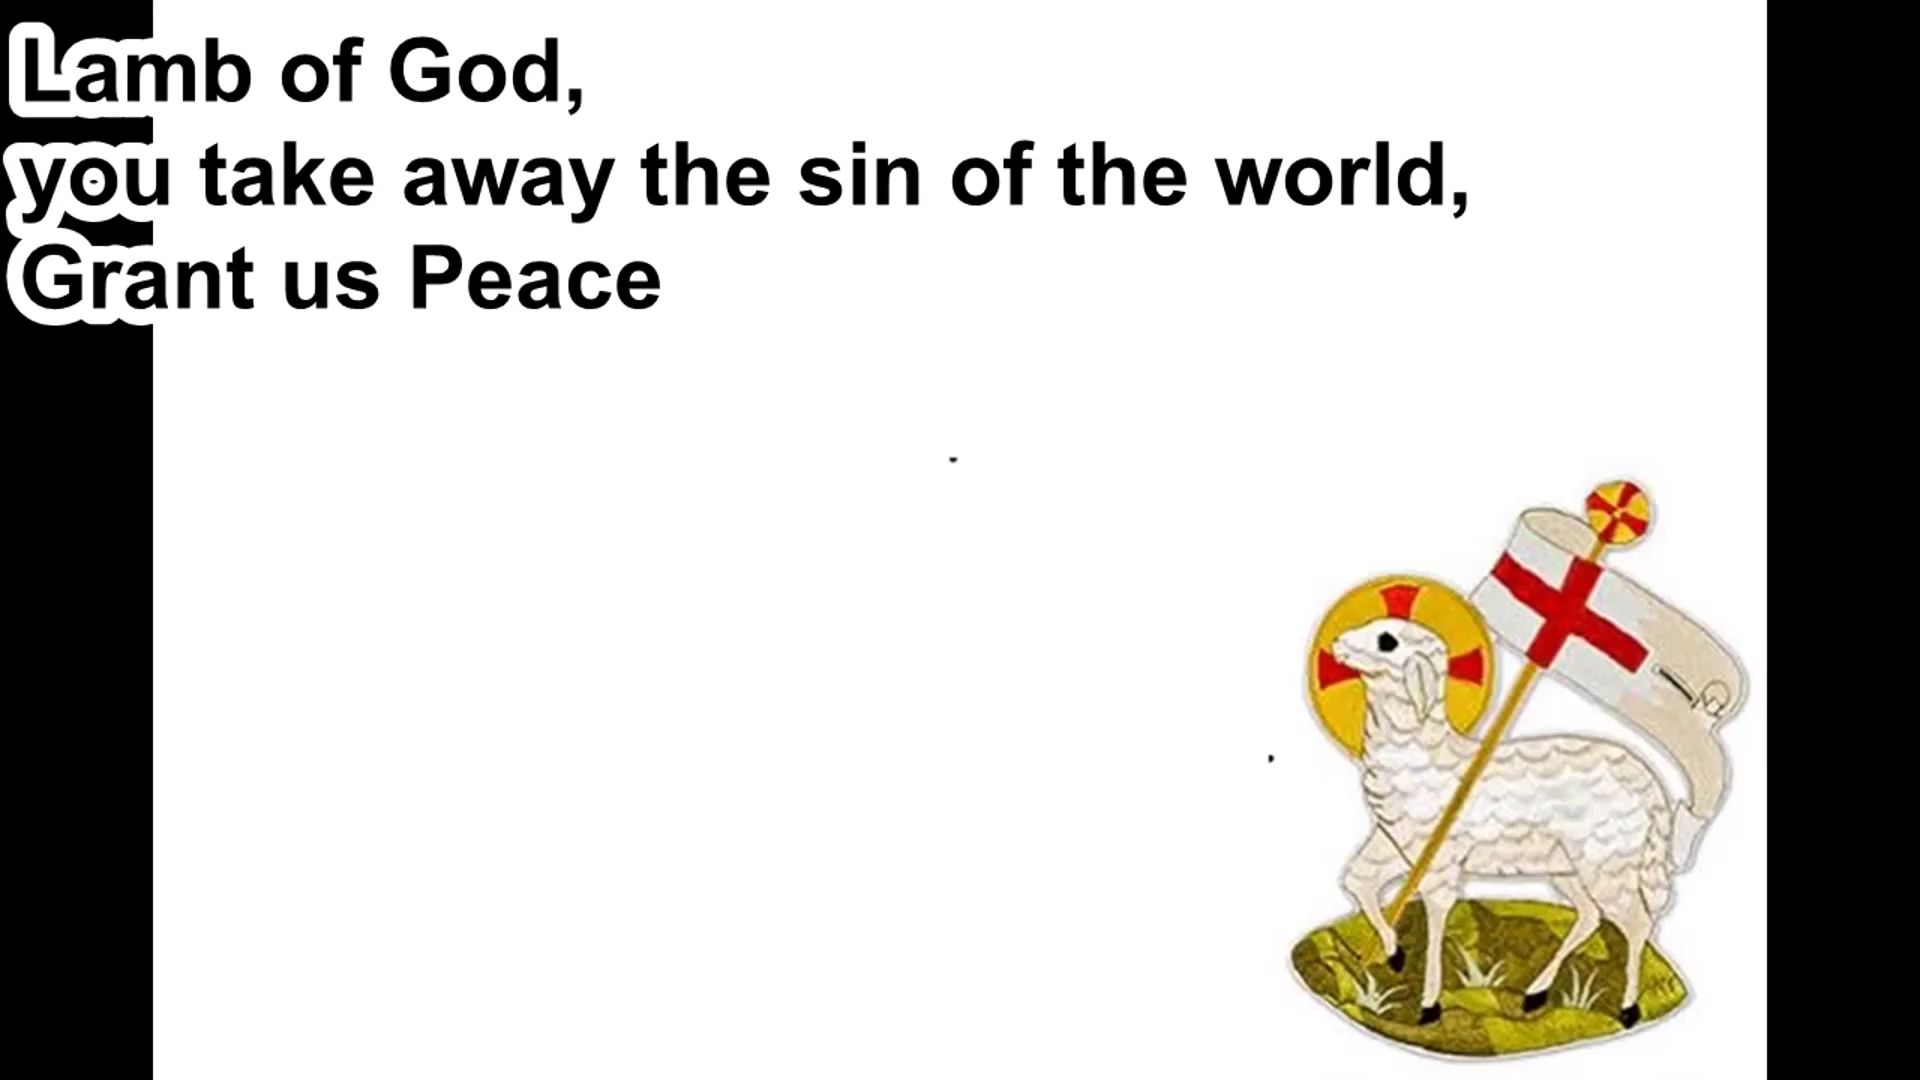 Lamb of God,
you take away the sin of the world,
Grant us Peace